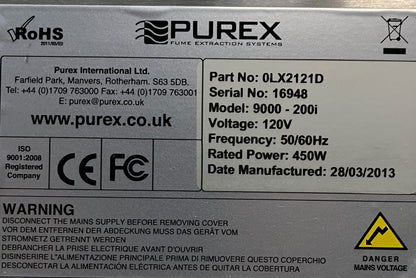 RoHS
2011/65/EU
PUREX
FUME EXTRACTION SYSTEMS
Purex International Ltd.
Farfield Park, Manvers, Rotherham. S63 5DB.
Tel: +44 (0)1709 763000 Fax: +44 (0)1709 763001
E: purex@purex.co.uk
www.purex.co.uk
ISO
9001:2008
Registered
Company
CE
FC
Part No: 0LX2121D
Serial No: 16948
Model: 9000 - 200i
Voltage: 120V
Frequency: 50/60Hz
Rated Power: 450W
Date Manufactured: 28/03/2013
WARNING
DISCONNECT THE MAINS SUPPLY BEFORE REMOVING COVER
VOR DEM ENTFERNEN DER ABDECKUNG MUSS DAS GERAT VOM
STROMNETZ GETRENNT WERDEN
DEBRANCHER LA PRISE ELECTRIQUE AVANT D'OUVRIR
DISINSERIRE L'ALIMENTAZIONE PRINCIPALE PRIMA DI RIMUOVERE QUESTO COPERCHIO
DESCONECTAR LA ALIMENTACIÓN ELÉCTRICA ANTES DE QUITAR LA COBERTURA
DANGER
MAINS VOLTAGE